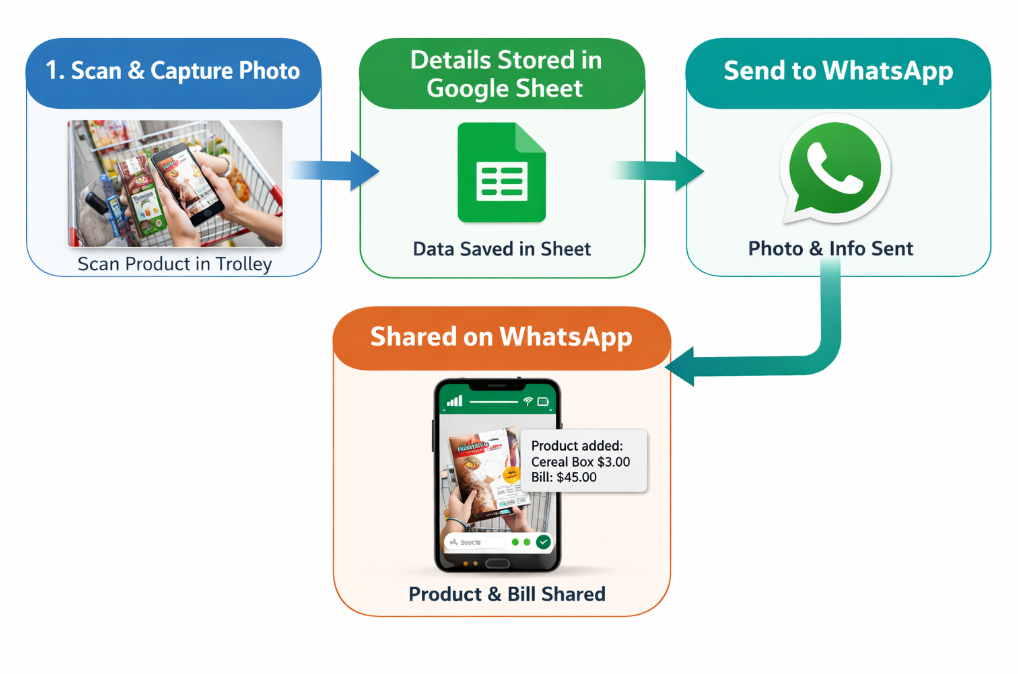 1. Scan & Capture Photo
Scan Product in Trolley
Details Stored in
Google Sheet
Data Saved in Sheet
Send to WhatsApp
Photo & Info Sent
Shared on WhatsApp
Product added:
Cereal Box $3.00
Bill: $45.00
Product & Bill Shared